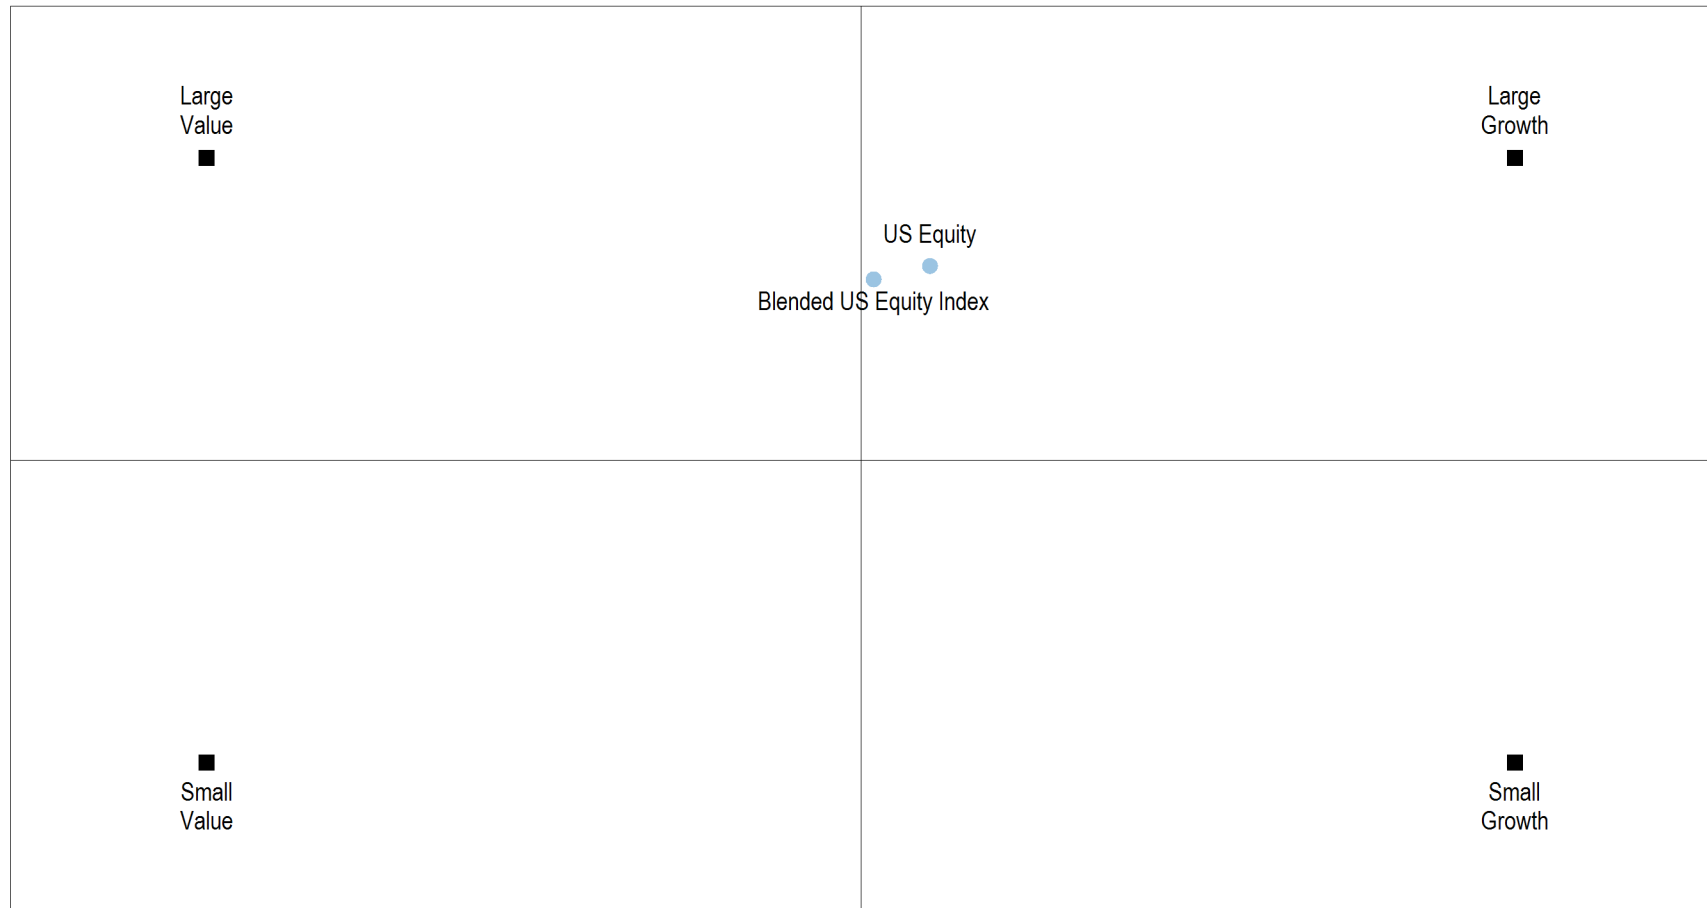 Large
Value
Large
Growth
US Equity
Blended US Equity Index
Small
Value
Small
Growth